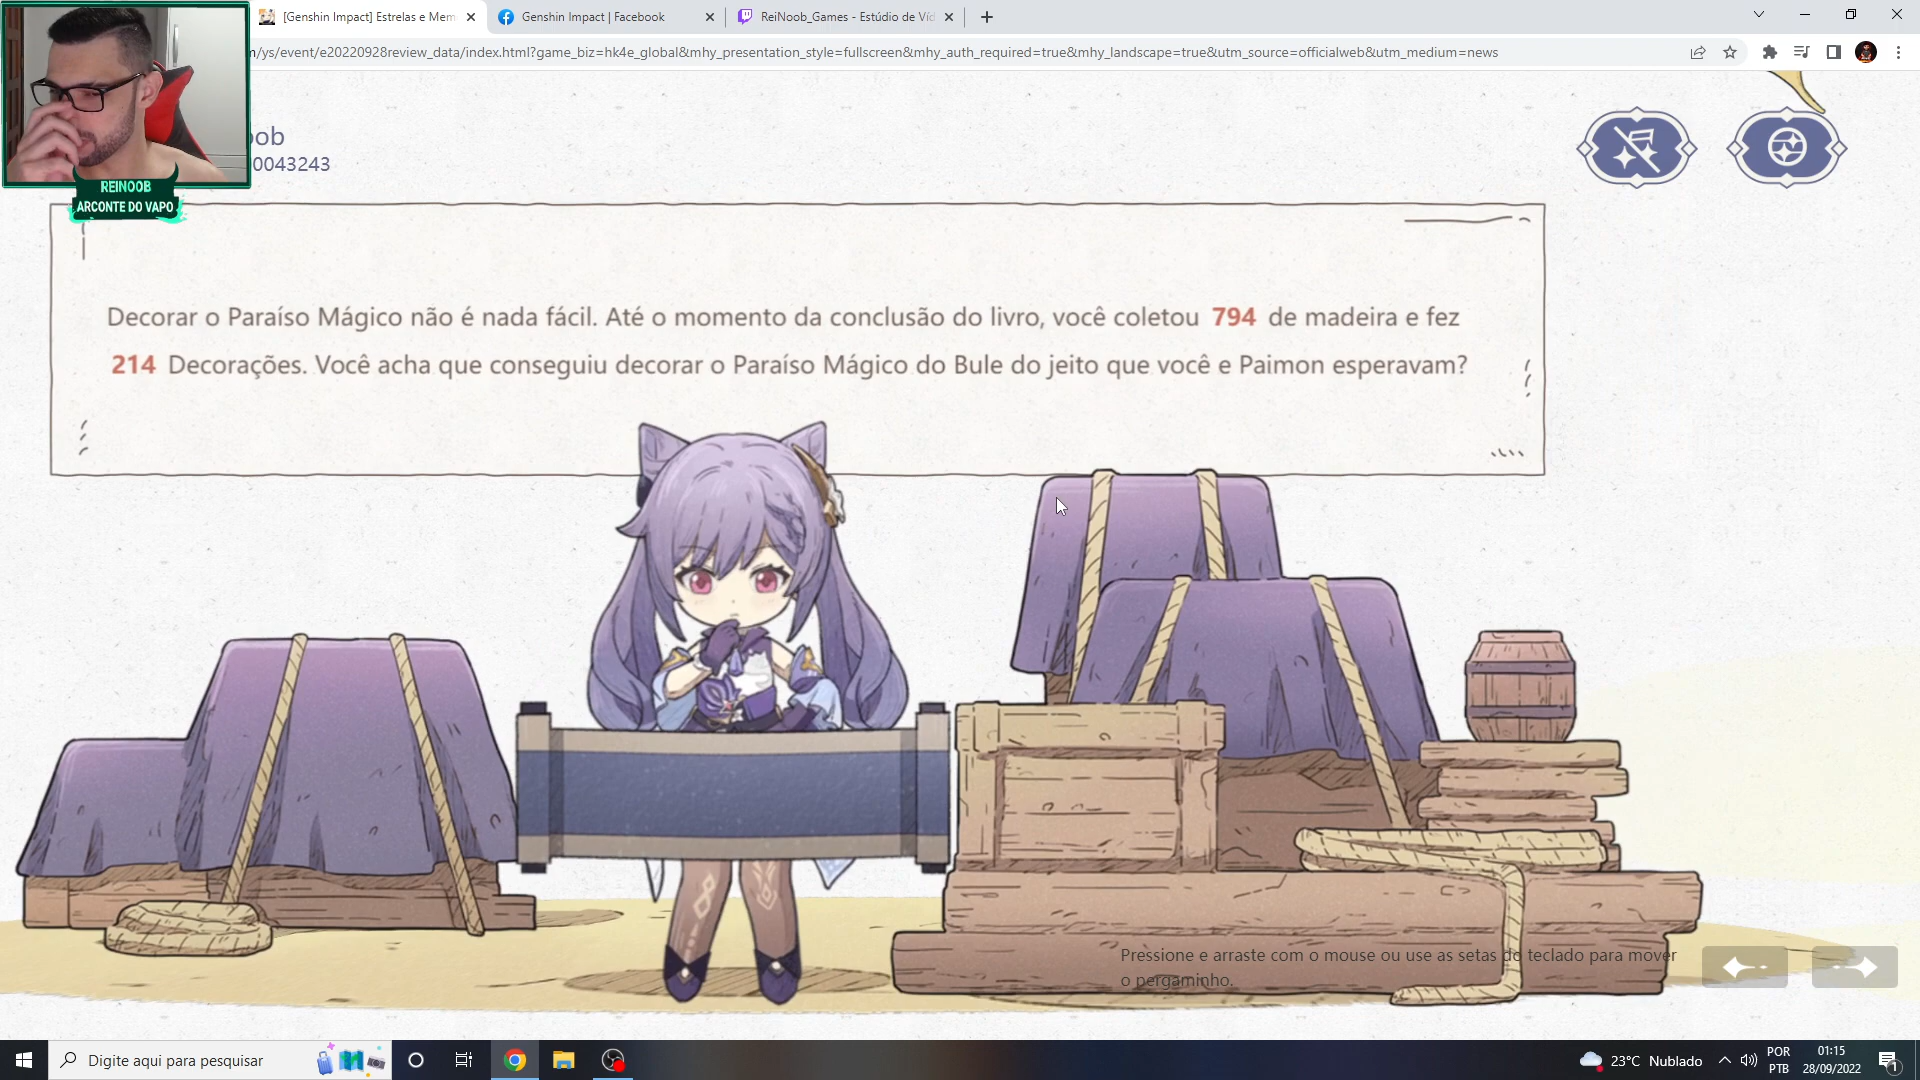 [Genshin Impact] Estrelas e Mem
Genshin Impact | Facebook
ReiNoob_Games - Estúdio de Víd
m/ys/event/e20220928review_data/index.html?game_biz=hk4e_global&mhy_presentation_style=fullscreen&mhy_auth_required=true&mhy_landscape=true&utm_source=officialweb&utm_medium=news
oob
0043243
REINOOB
ARCONTE DO VAPO
Decorar o Paraíso Mágico não é nada fácil. Até o momento da conclusão do livro, você coletou 794 de madeira e fez
214 Decorações. Você acha que conseguiu decorar o Paraíso Mágico do Bule do jeito que você e Paimon esperavam?
Pressione e arraste com o mouse ou use as setas do teclado para mover
o pergaminho.
Digite aqui para pesquisar
23°C Nublado
POR
PTB
01:15
28/09/2022
1